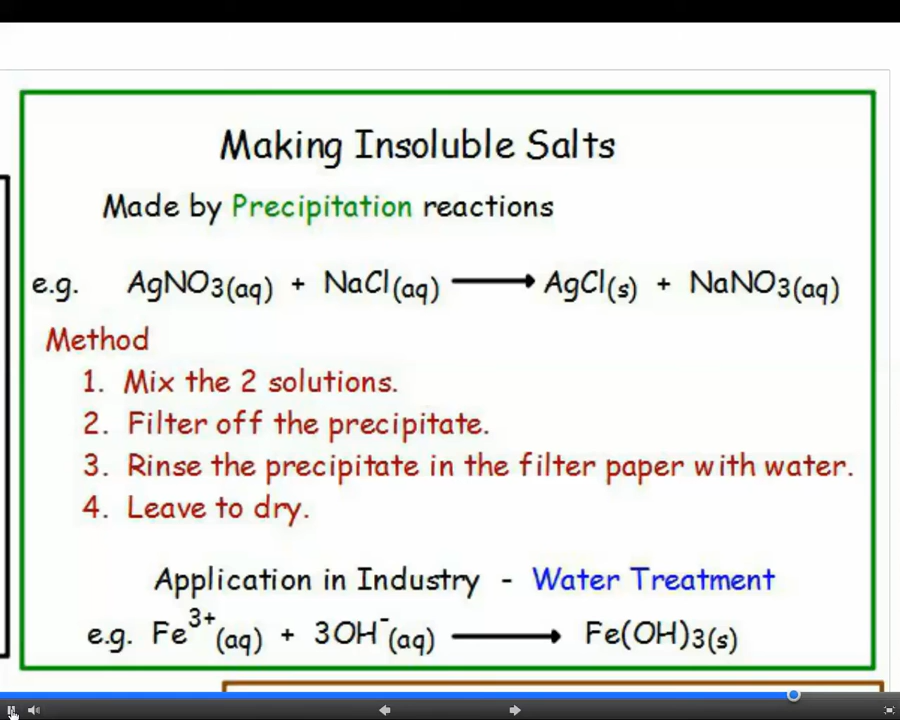 Making Insoluble Salts
Made by Precipitation reactions
e.g. AgNO3(aq) + NaCl(aq) ⟶ AgCl(s) + NaNO3(aq)
Method
1. Mix the 2 solutions.
2. Filter off the precipitate.
3. Rinse the precipitate in the filter paper with water.
4. Leave to dry.
Application in Industry - Water Treatment
e.g. Fe3+(aq) + 3OH-(aq) ⟶ Fe(OH)3(s)